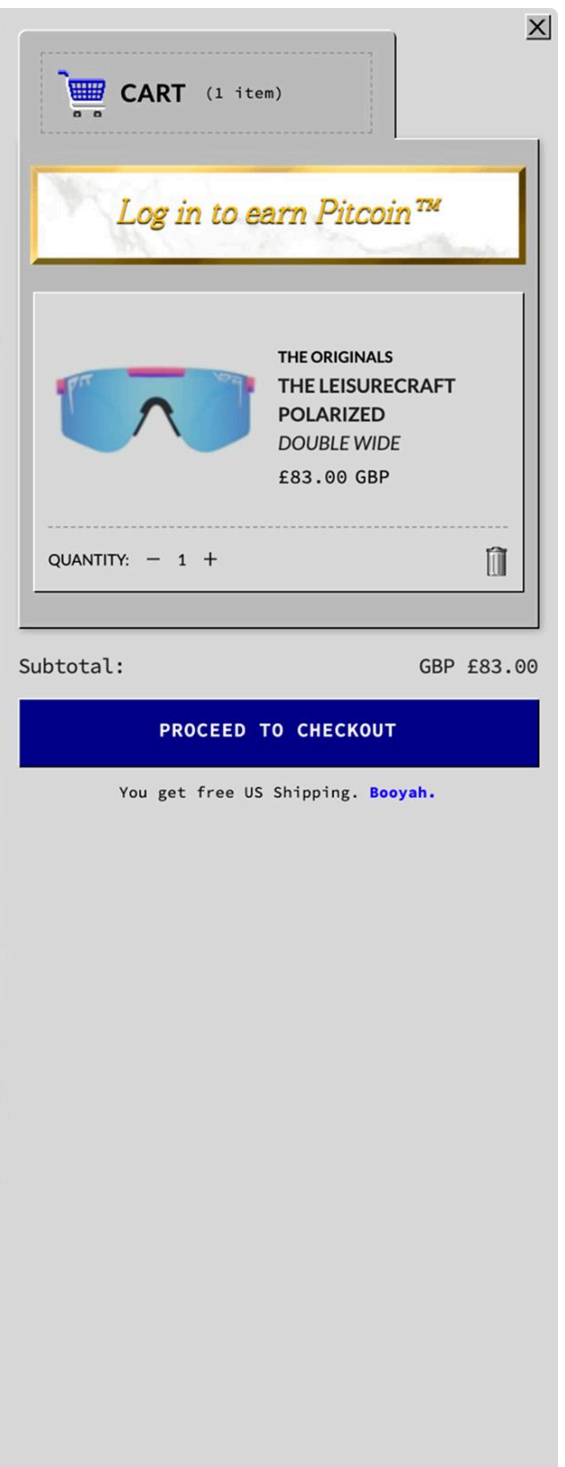 CART (1 item)
Log in to earn Pitcoin™
THE ORIGINALS
THE LEISURECRAFT
POLARIZED
DOUBLE WIDE
£83.00 GBP
QUANTITY: − 1 +
Subtotal: GBP £83.00
PROCEED TO CHECKOUT
You get free US Shipping. Booyah.